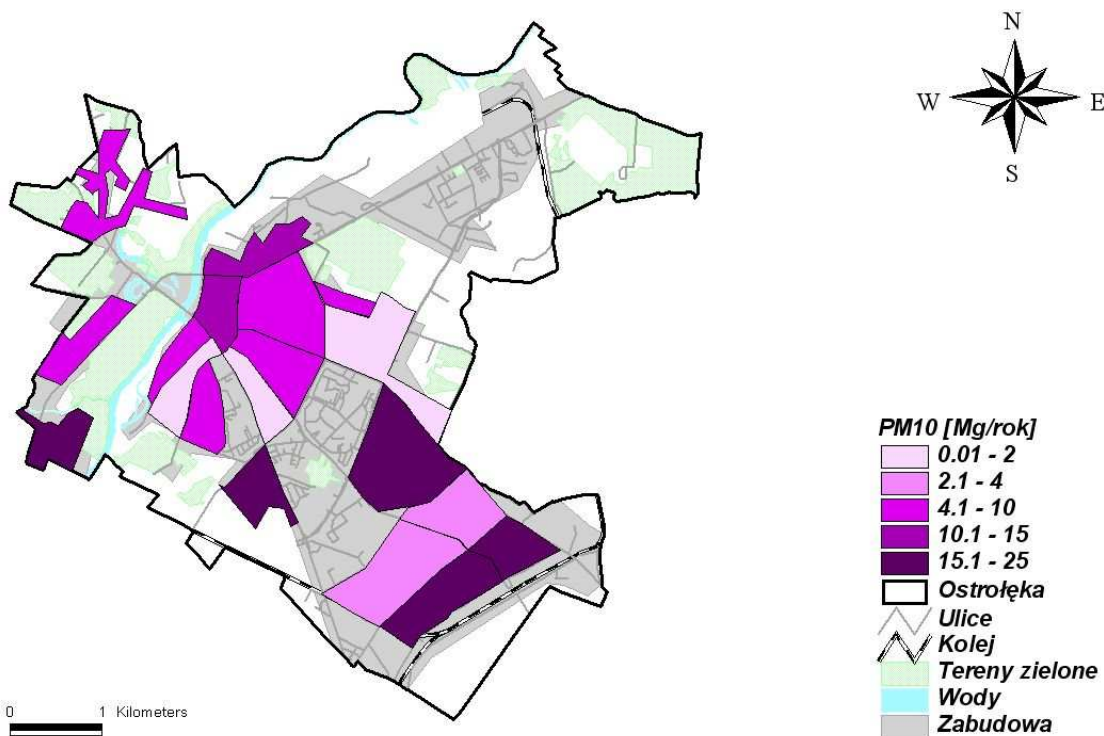 N
W E
S
PM10 [Mg/rok]
0.01 - 2
2.1 - 4
4.1 - 10
10.1 - 15
15.1 - 25
Ostrołęka
Ulice
Kolej
Tereny zielone
Wody
Zabudowa
0 1 Kilometers